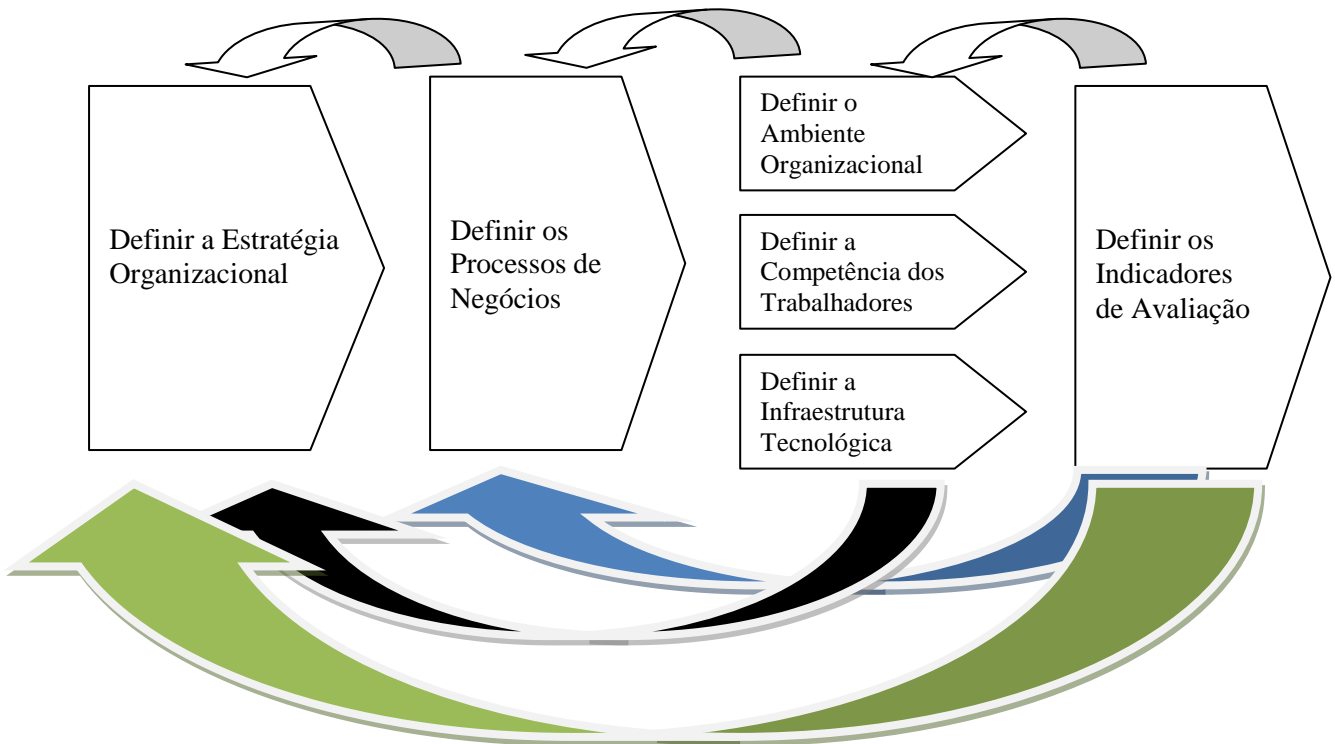 Definir a Estratégia
Organizacional
Definir os
Processos de
Negócios
Definir o
Ambiente
Organizacional
Definir a
Competência dos
Trabalhadores
Definir a
Infraestrutura
Tecnológica
Definir os
Indicadores
de Avaliação